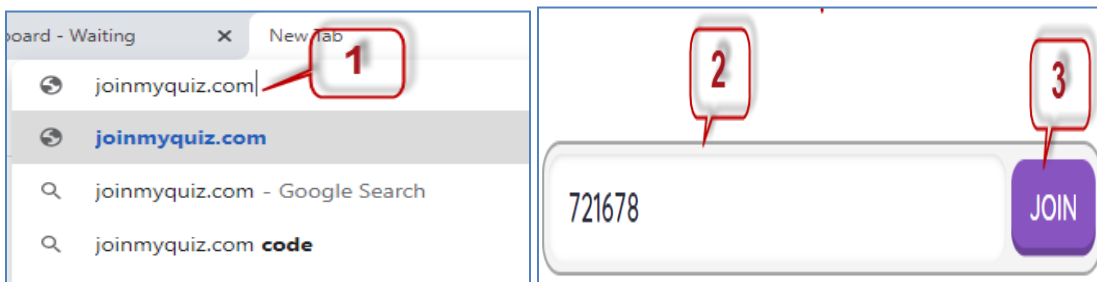 board - Waiting × New Tab
1
joinmyquiz.com
joinmyquiz.com
joinmyquiz.com - Google Search
joinmyquiz.com code
2
3
721678
JOIN